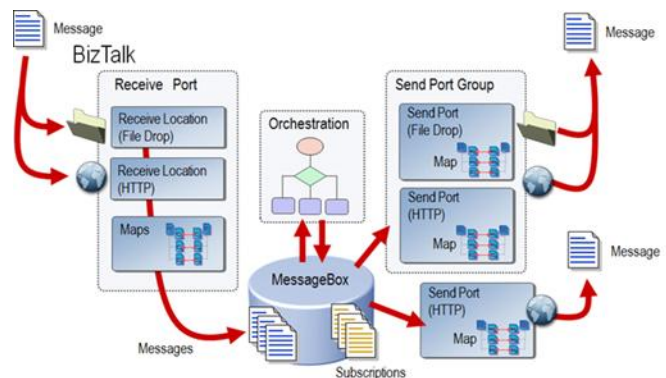 Message
BizTalk
Receive Port
Receive Location
(File Drop)
Receive Location
(HTTP)
Maps
Messages
Orchestration
MessageBox
Subscriptions
Send Port Group
Send Port
(File Drop)
Map
Send Port
(HTTP)
Map
Send Port
(HTTP)
Map
Message
Message